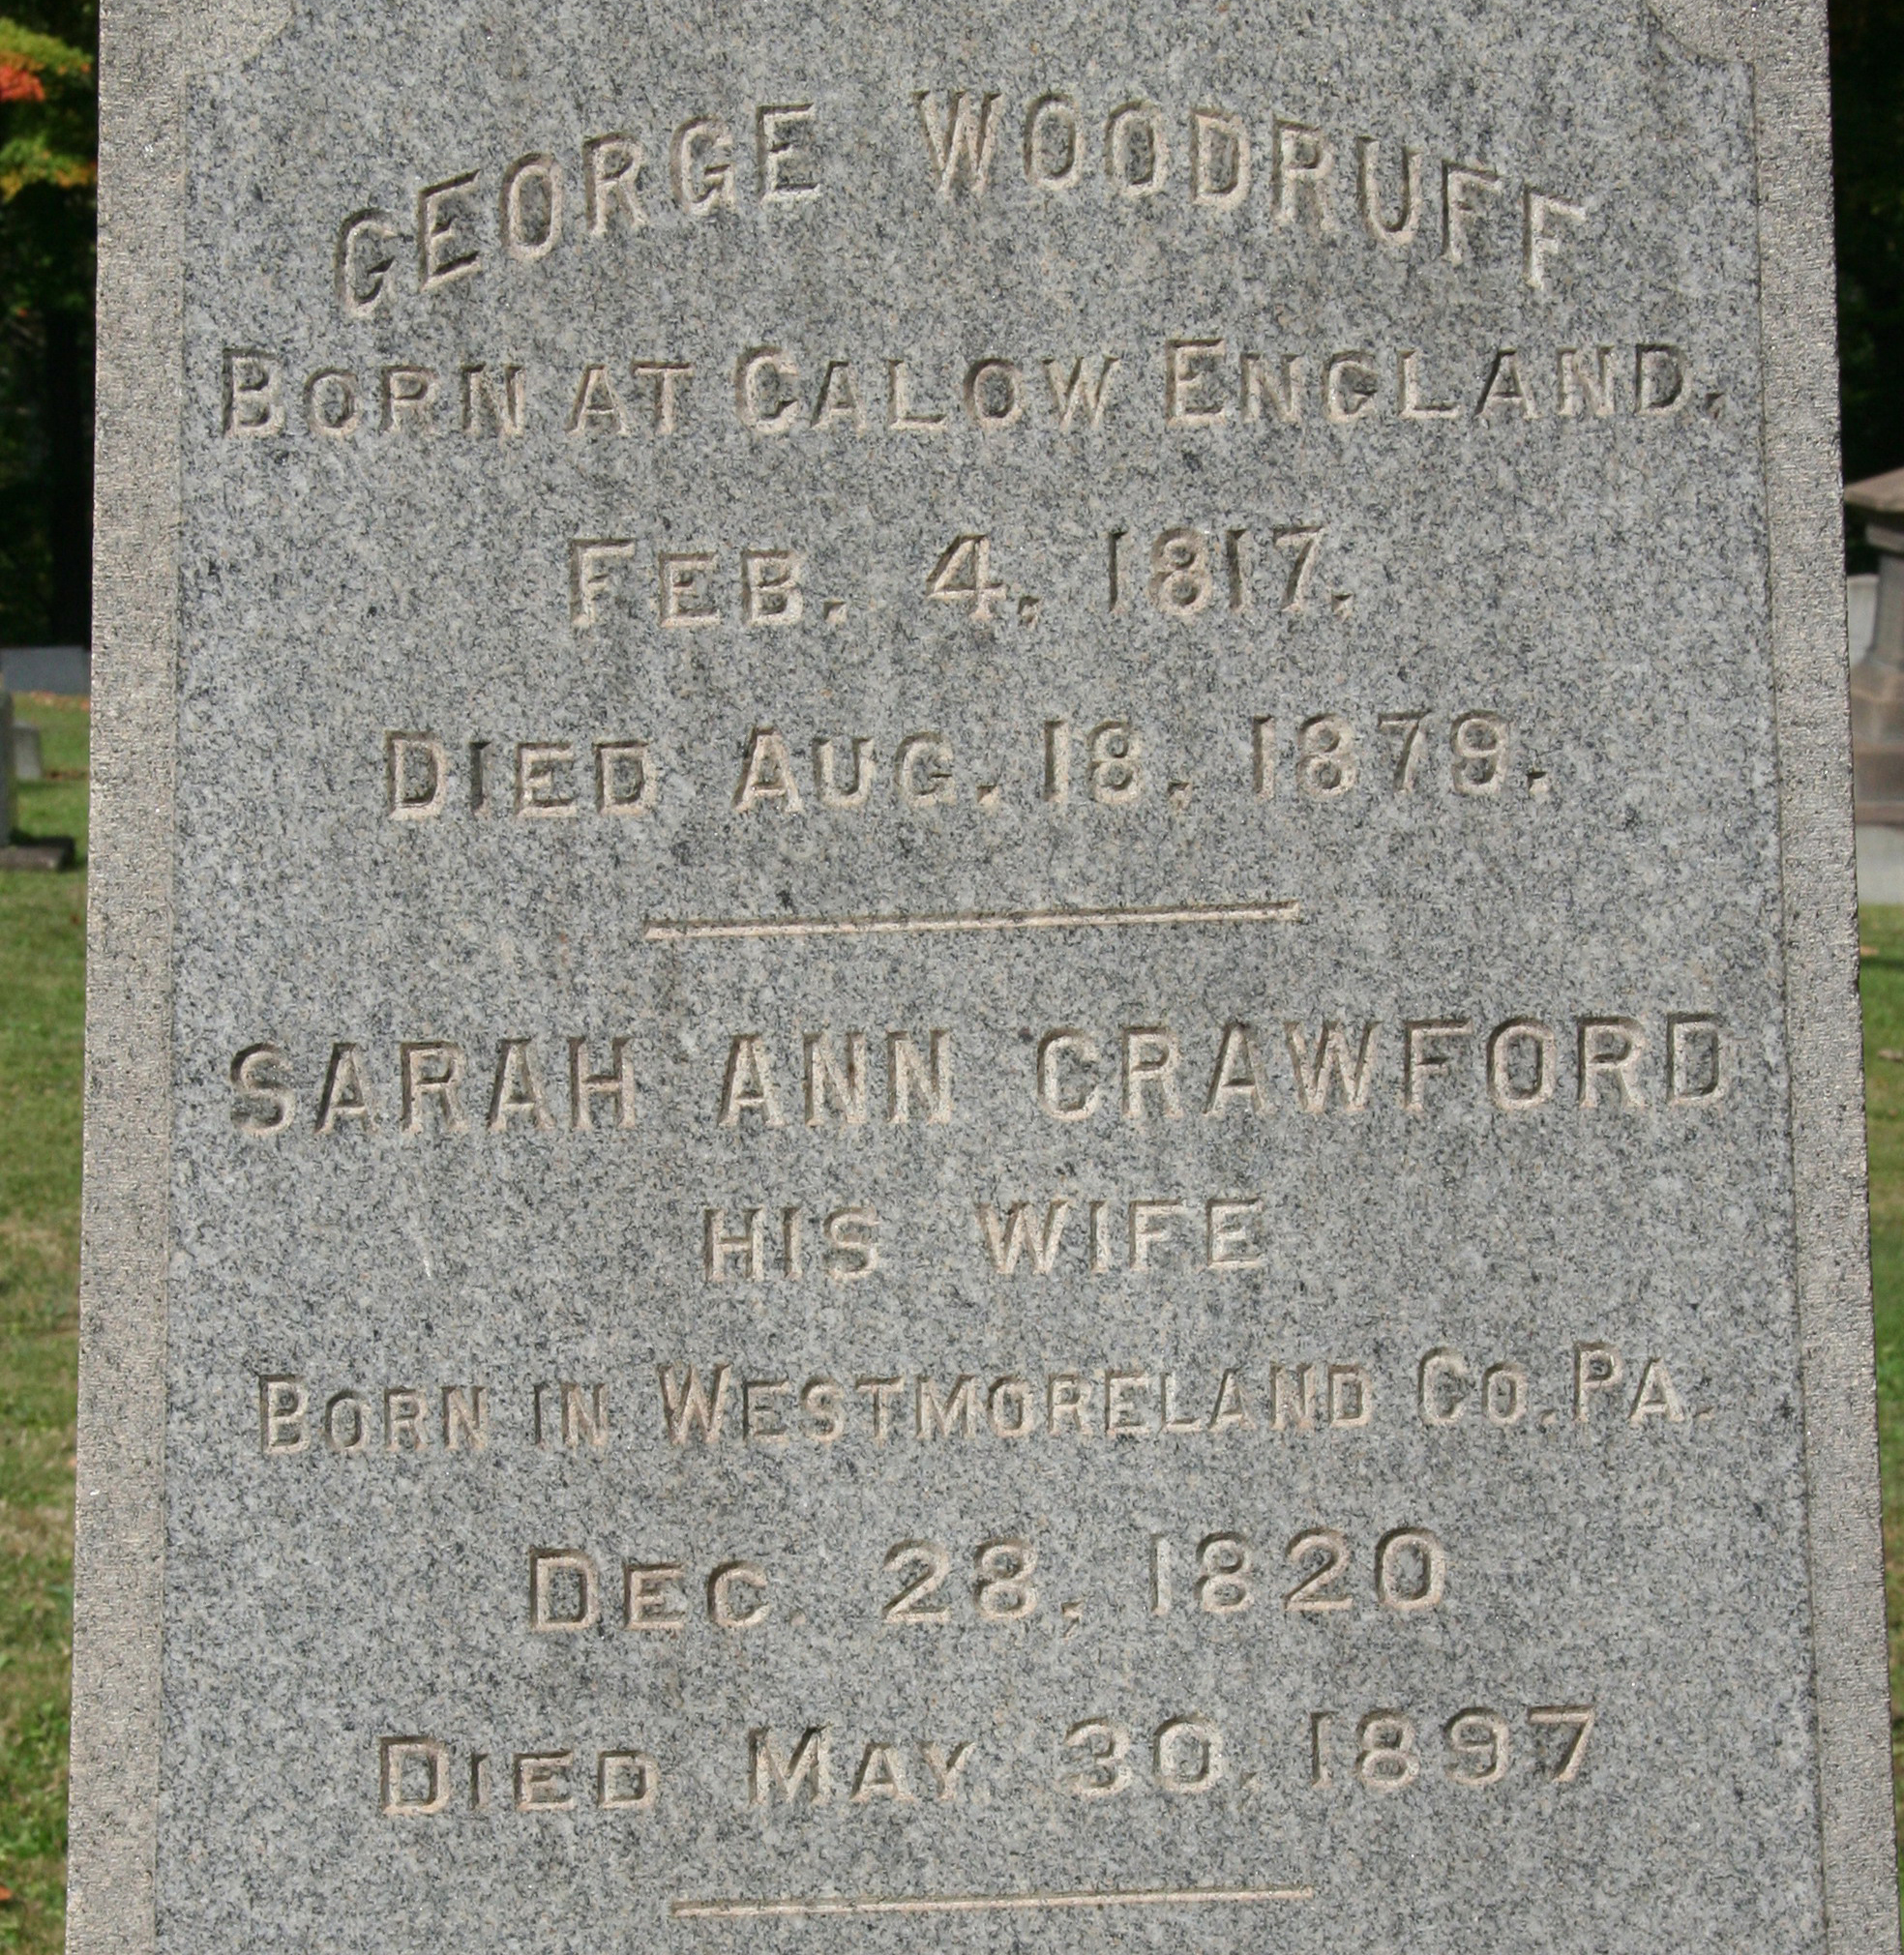 GEORGE WOODRUFF
BORN AT CALOW ENGLAND.
FEB. 4, 1817.
DIED AUG. 18, 1879.
SARAH ANN CRAWFORD
HIS WIFE
BORN IN WESTMORELAND CO. PA.
DEC. 28, 1820
DIED MAY. 30, 1897